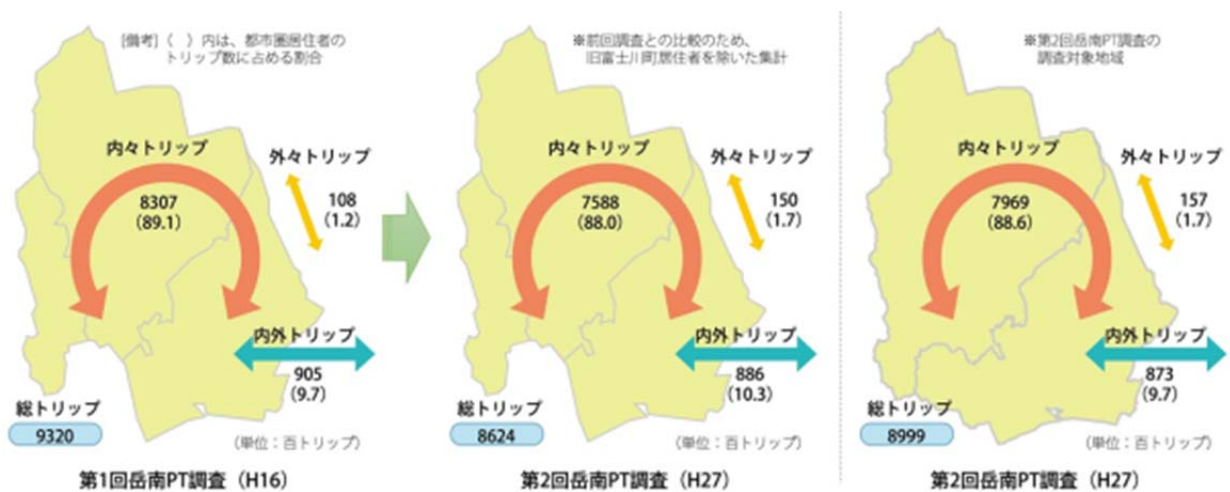 [備考]（　）内は、都市圏居住者の
トリップ数に占める割合
内々トリップ
8307
（89.1）
外々トリップ
108
（1.2）
内外トリップ
905
（9.7）
総トリップ
9320
（単位：百トリップ）
第1回岳南PT調査（H16）
※前回調査との比較のため、
旧富士川町居住者を除いた集計
内々トリップ
7588
（88.0）
外々トリップ
150
（1.7）
内外トリップ
886
（10.3）
総トリップ
8624
（単位：百トリップ）
第2回岳南PT調査（H27）
※第2回岳南PT調査の
調査対象地域
内々トリップ
7969
（88.6）
外々トリップ
157
（1.7）
内外トリップ
873
（9.7）
総トリップ
8999
（単位：百トリップ）
第2回岳南PT調査（H27）